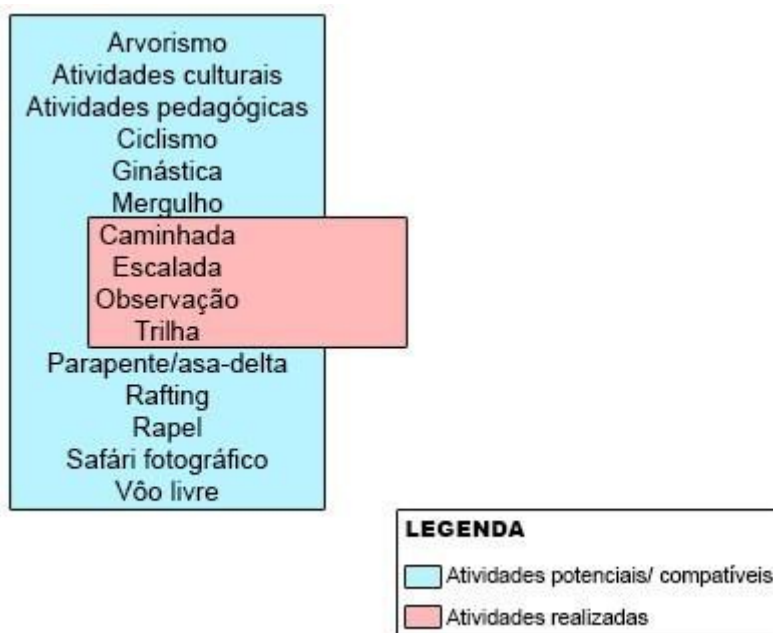 Arvorismo
Atividades culturais
Atividades pedagógicas
Ciclismo
Ginástica
Mergulho
Caminhada
Escalada
Observação
Trilha
Parapente/asa-delta
Rafting
Rapel
Safári fotográfico
Vôo livre
LEGENDA
Atividades potenciais/ compatíveis
Atividades realizadas